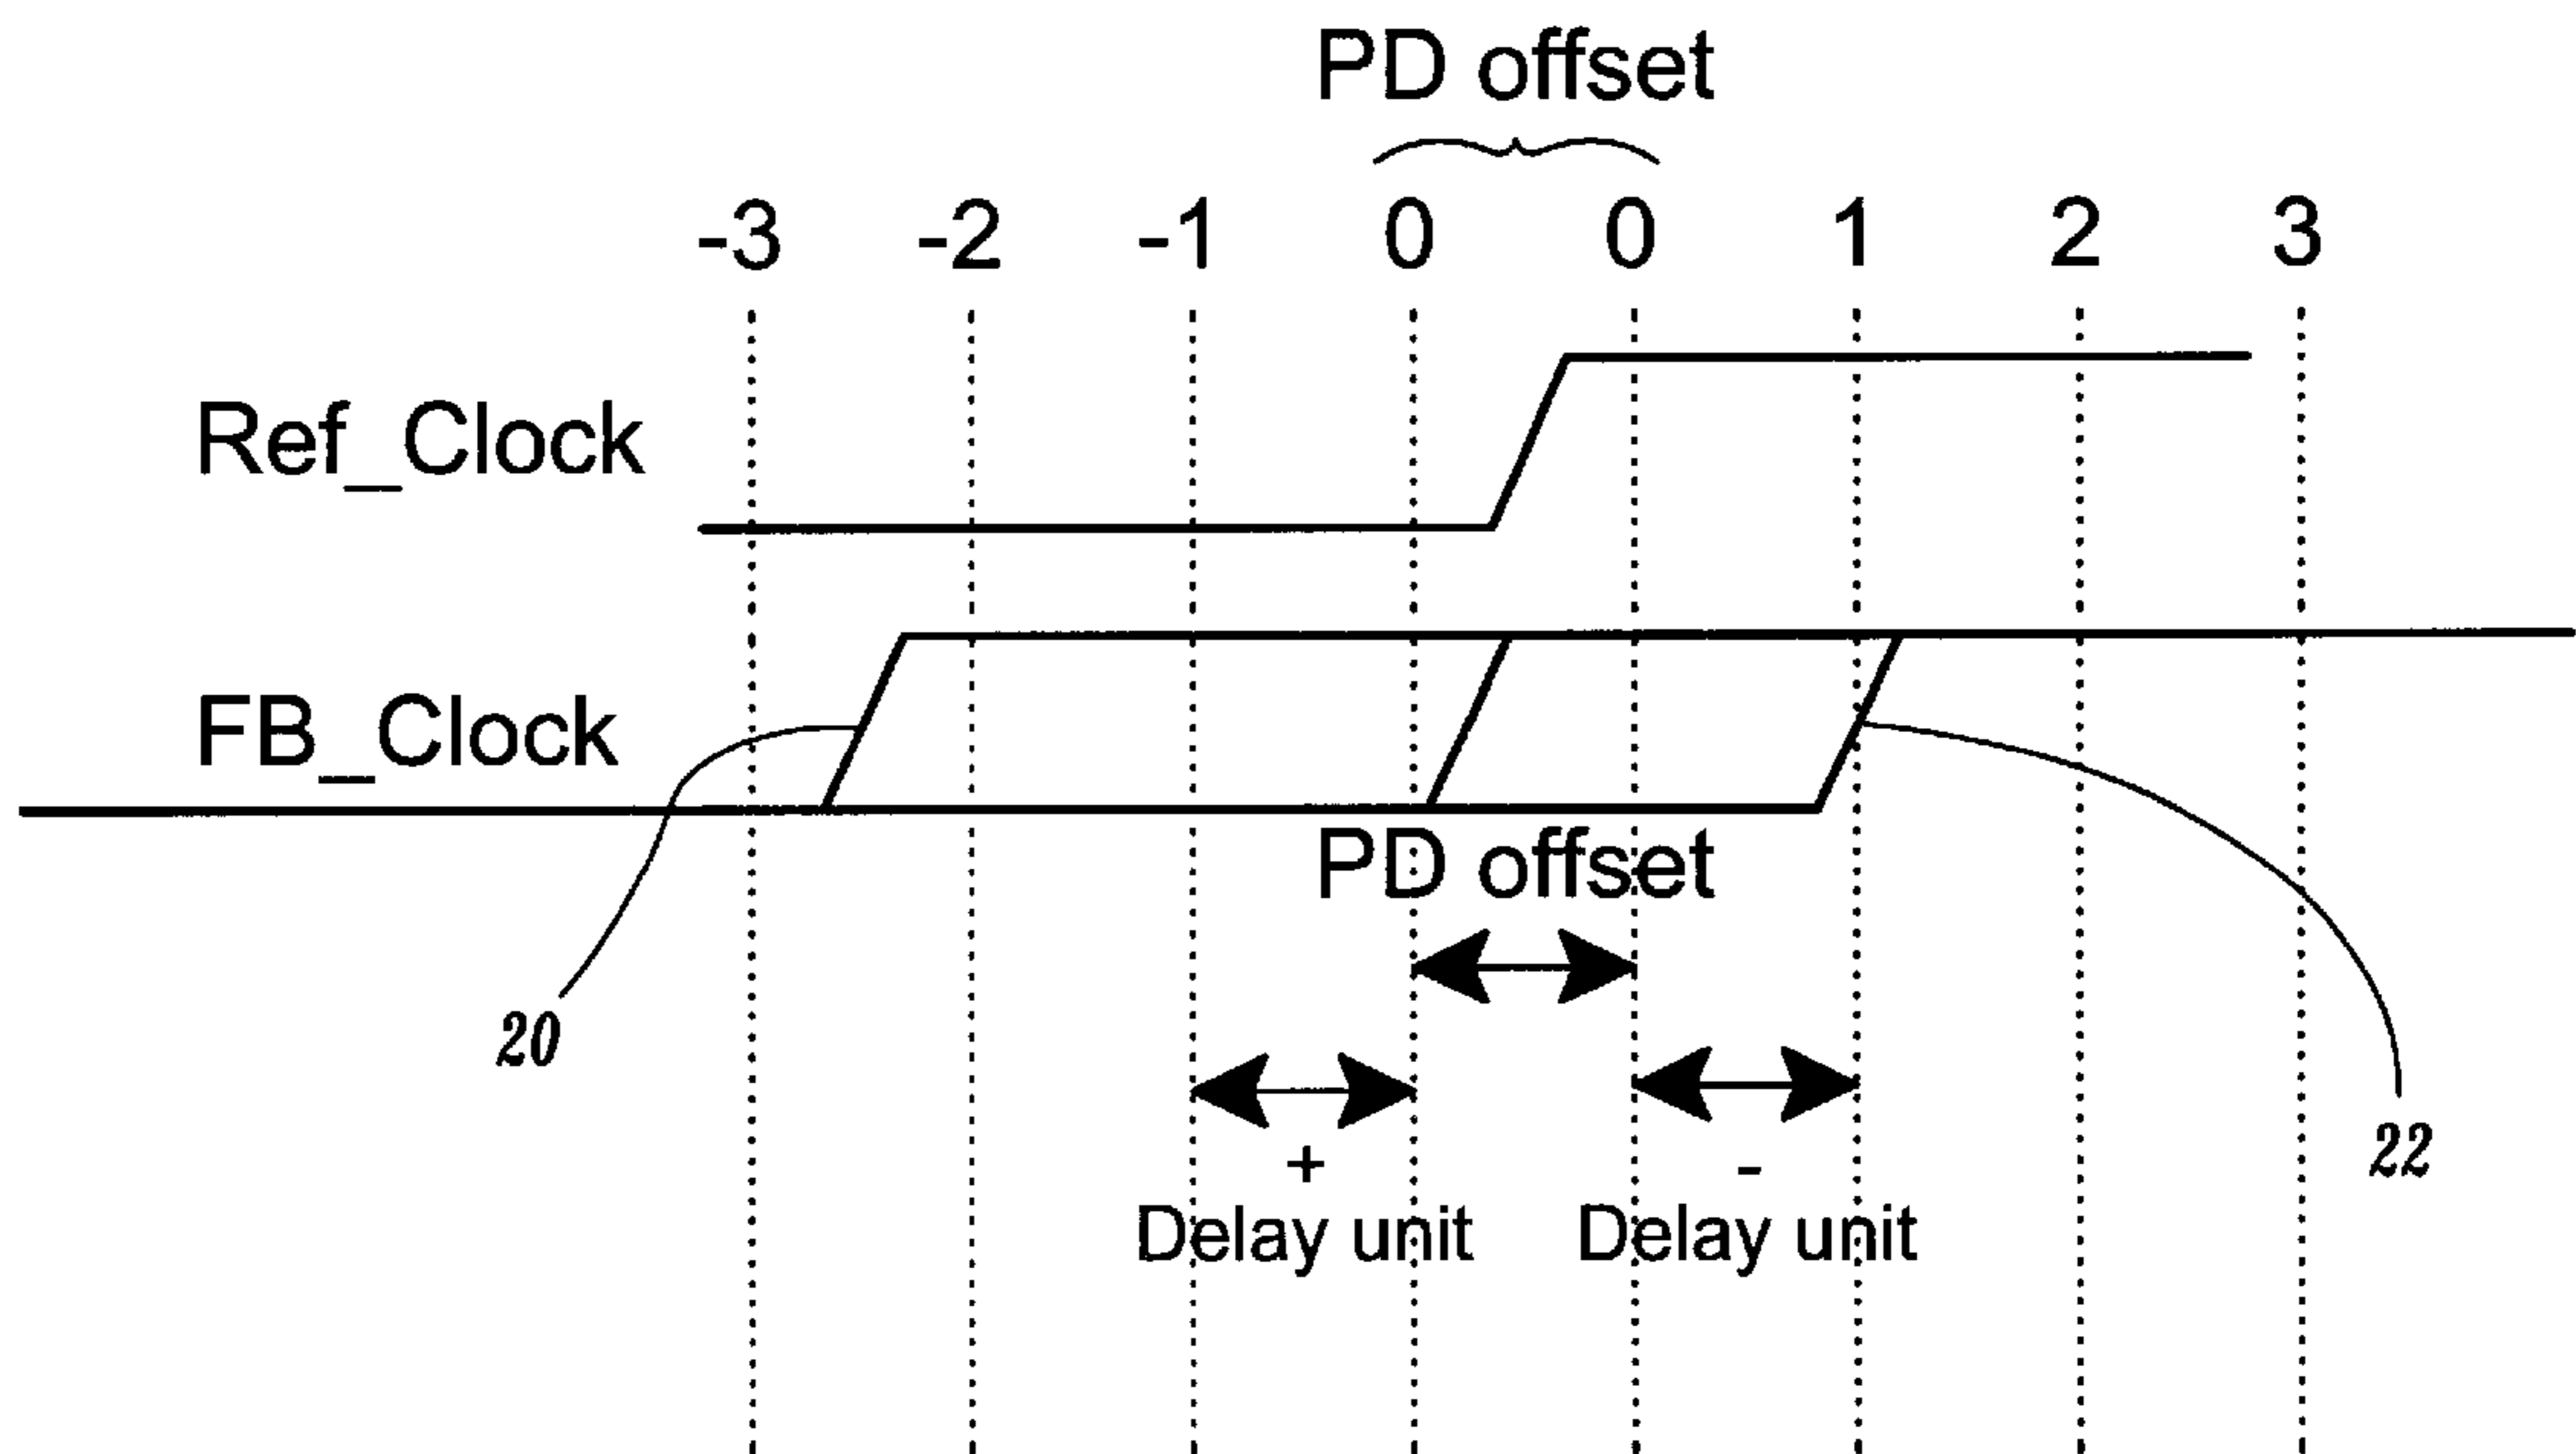 PD offset
-3 -2 -1 0 0 1 2 3
Ref_Clock
FB_Clock
PD offset
20
+ -
Delay unit Delay unit
22